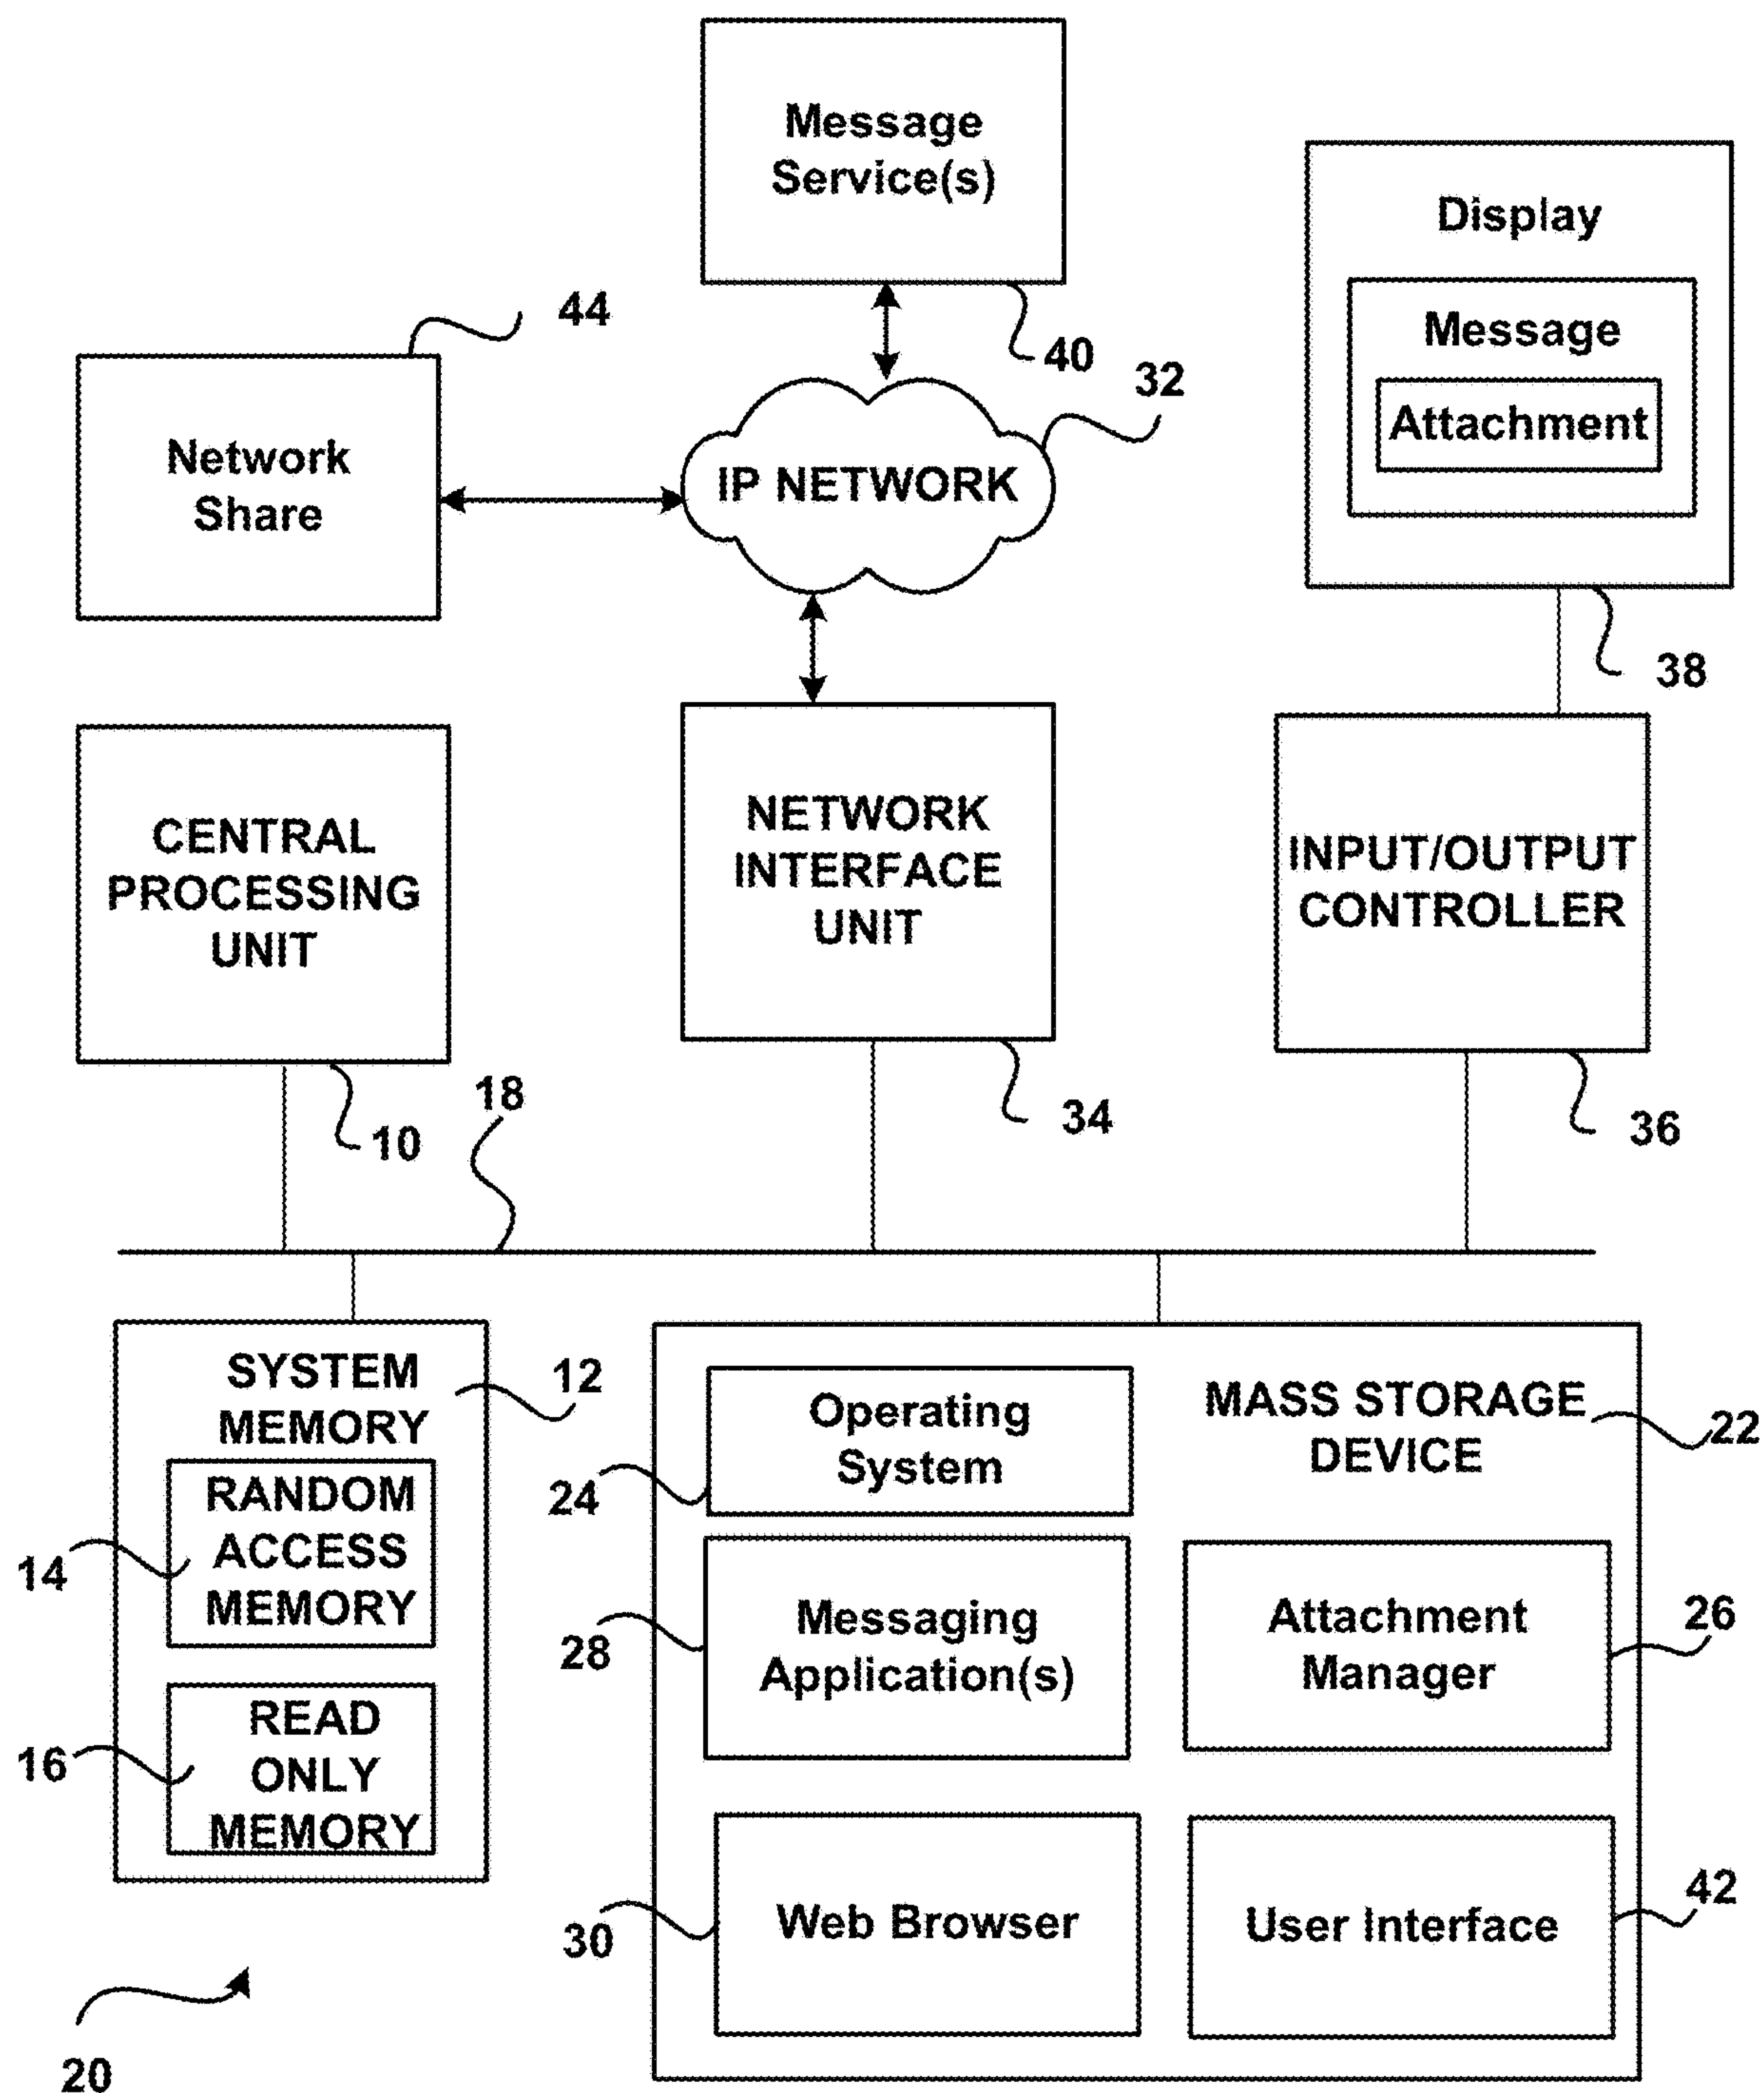 Message
Service(s)
40
Display
Message
Attachment
38
44
Network
Share
32
IP NETWORK
CENTRAL
PROCESSING
UNIT
10
NETWORK
INTERFACE
UNIT
34
INPUT/OUTPUT
CONTROLLER
36
18
SYSTEM
MEMORY
12
RANDOM
ACCESS
MEMORY
14
READ
ONLY
MEMORY
16
MASS STORAGE
DEVICE
22
Operating
System
24
Messaging
Application(s)
28
Attachment
Manager
26
Web Browser
30
User Interface
42
20